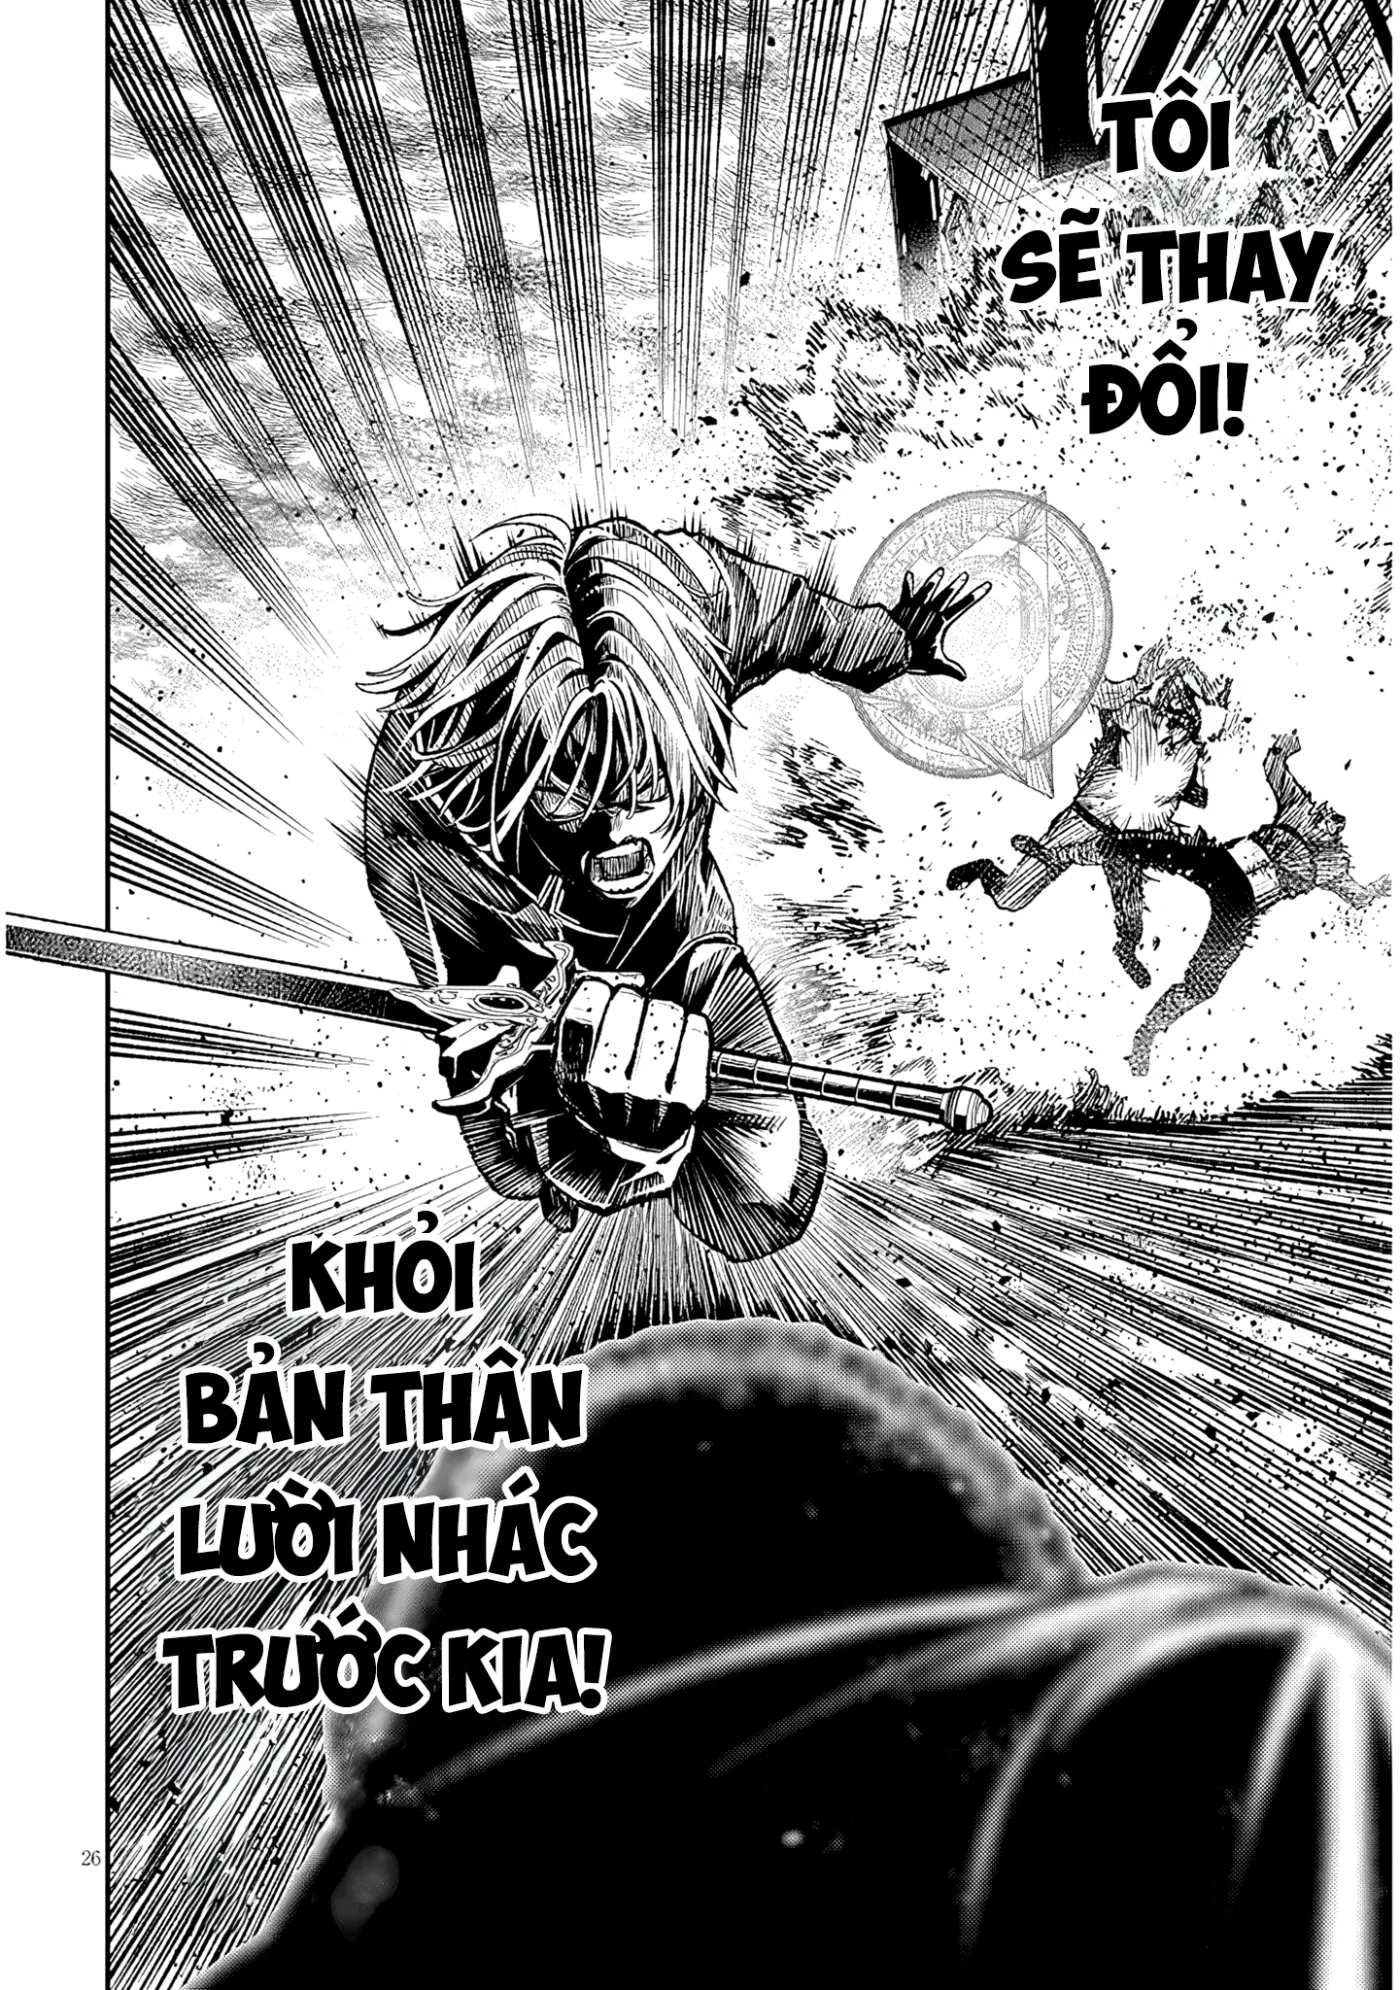 TÔI
SẼ THAY
ĐỔI!
KHỎI
BẢN THÂN
LƯỜI NHÁC
TRƯỚC KIA!
26